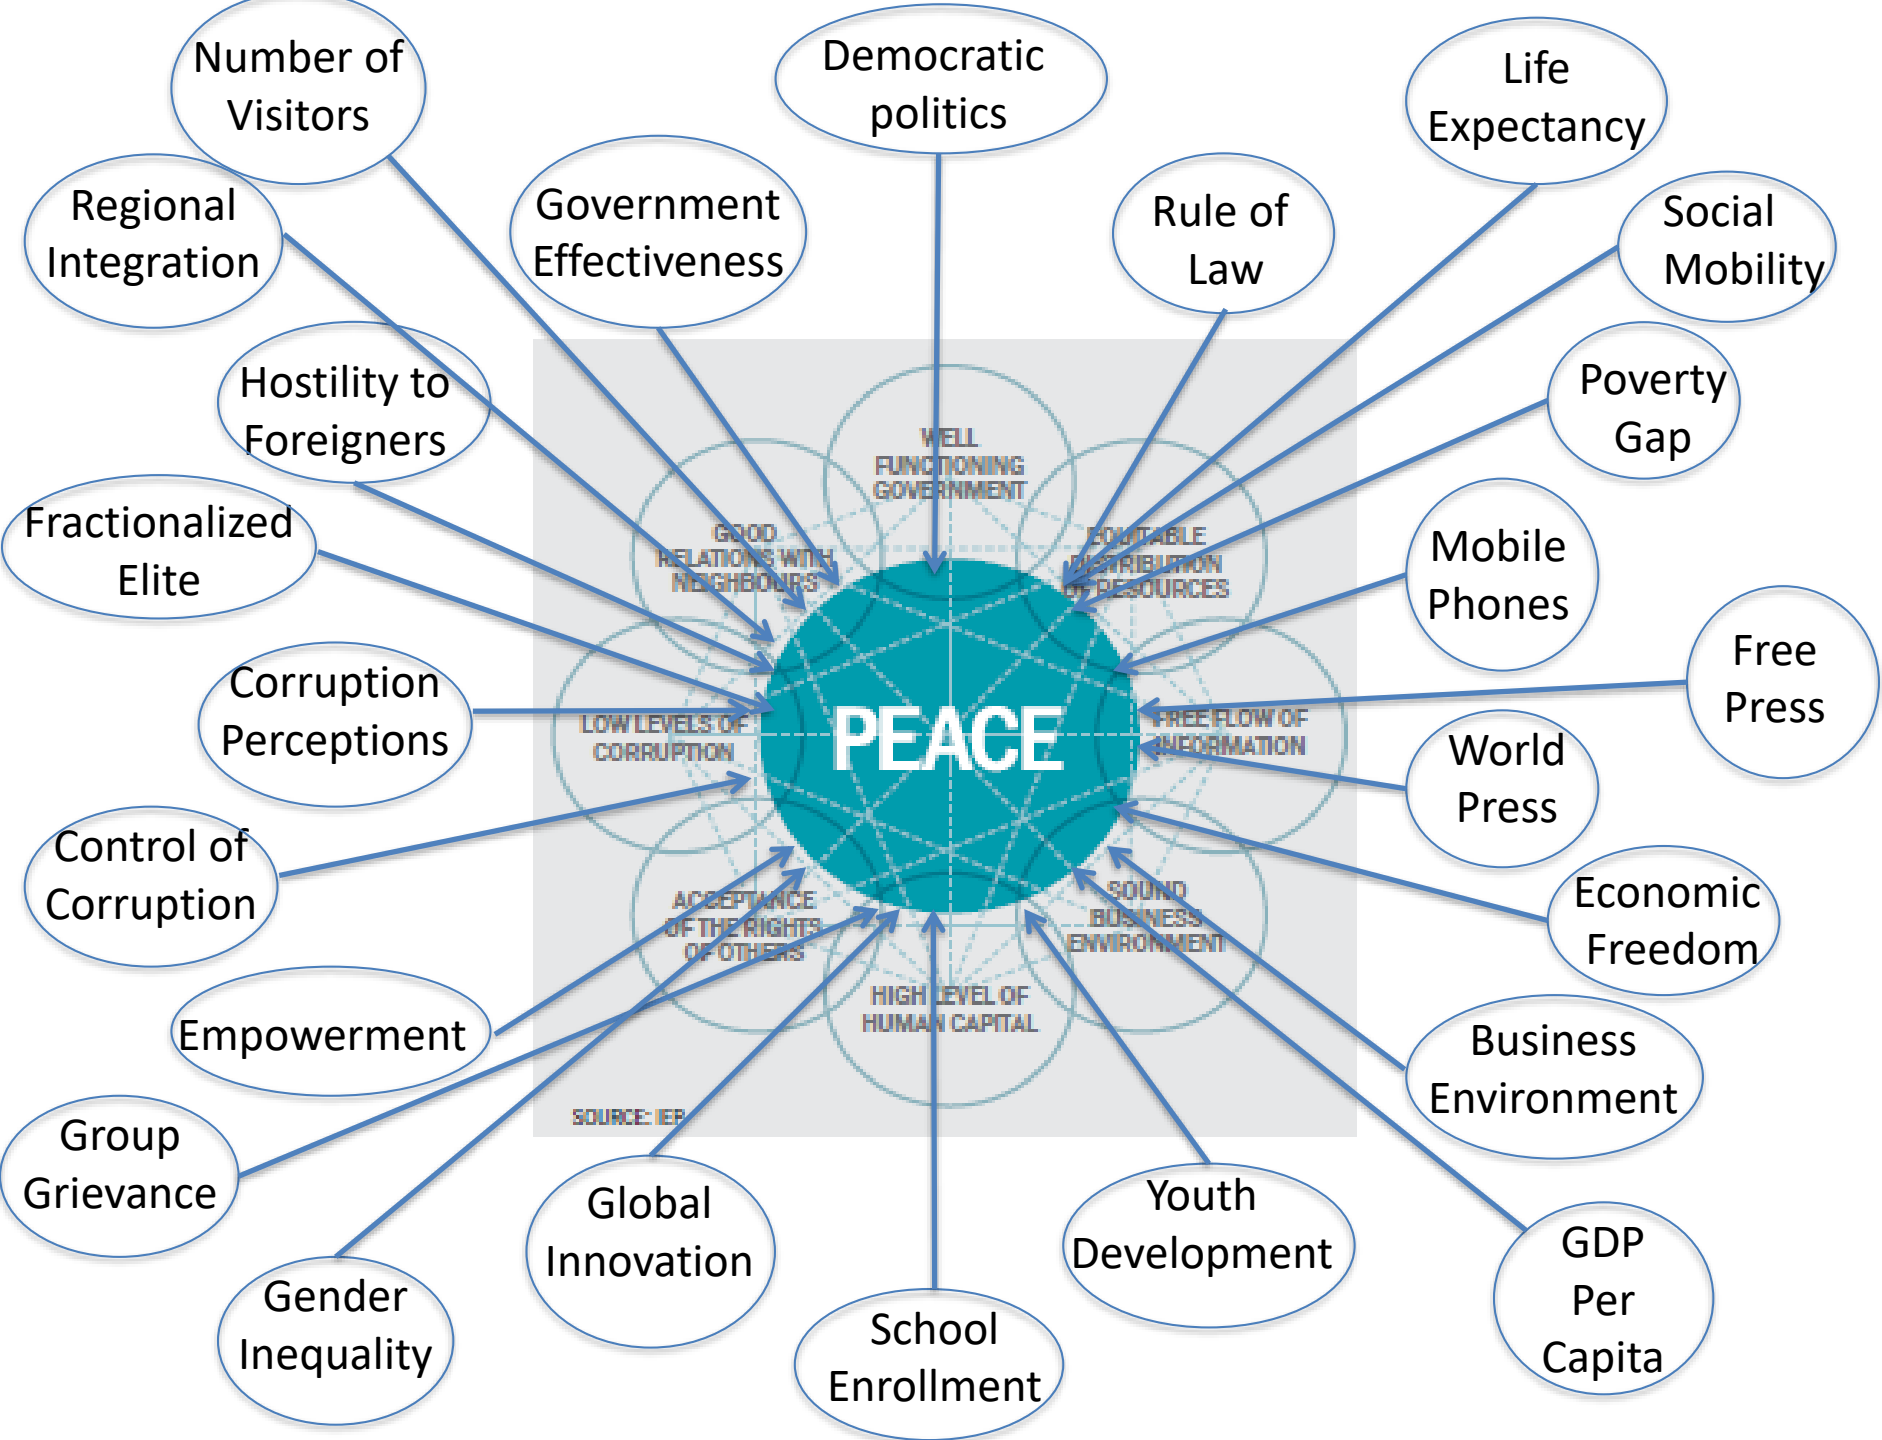 Number of
Visitors
Democratic
politics
Life
Expectancy
Regional
Integration
Government
Effectiveness
Rule of
Law
Social
Mobility
Hostility to
Foreigners
Poverty
Gap
WELL
FUNCTIONING
GOVERNMENT
Fractionalized
Elite
GOOD
RELATIONS WITH
NEIGHBOURS
EQUITABLE
DISTRIBUTION
OF RESOURCES
Mobile
Phones
Free
Press
Corruption
Perceptions
LOW LEVELS OF
CORRUPTION
PEACE
FREE FLOW OF
INFORMATION
World
Press
Control of
Corruption
ACCEPTANCE
OF THE RIGHTS
OF OTHERS
SOUND
BUSINESS
ENVIRONMENT
Economic
Freedom
HIGH LEVEL OF
HUMAN CAPITAL
Empowerment
Business
Environment
SOURCE: IEP
Group
Grievance
Global
Innovation
Youth
Development
GDP
Per
Capita
Gender
Inequality
School
Enrollment